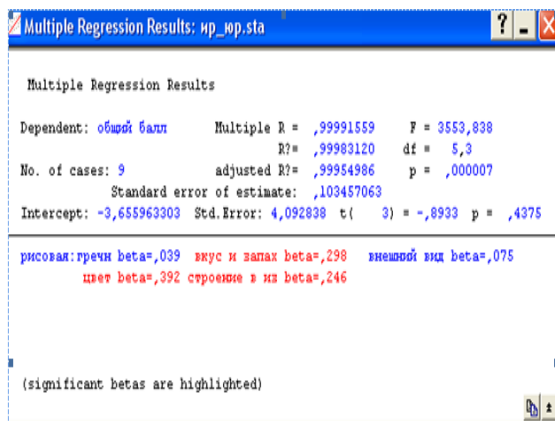 Multiple Regression Results: ир_юр.sta
Multiple Regression Results
Dependent: общий балл Multiple R = ,99991559 F = 3553,838
R?= ,99983120 df = 5,3
No. of cases: 9 adjusted R?= ,99954986 p = ,000007
Standard error of estimate: ,103457063
Intercept: -3,655963303 Std.Error: 4,092838 t( 3) = -,8933 p = ,4375
рисовая:гречн beta=,039 вкус и запах beta=,298 внешний вид beta=,075
цвет beta=,392 строение в из beta=,246
(significant betas are highlighted)